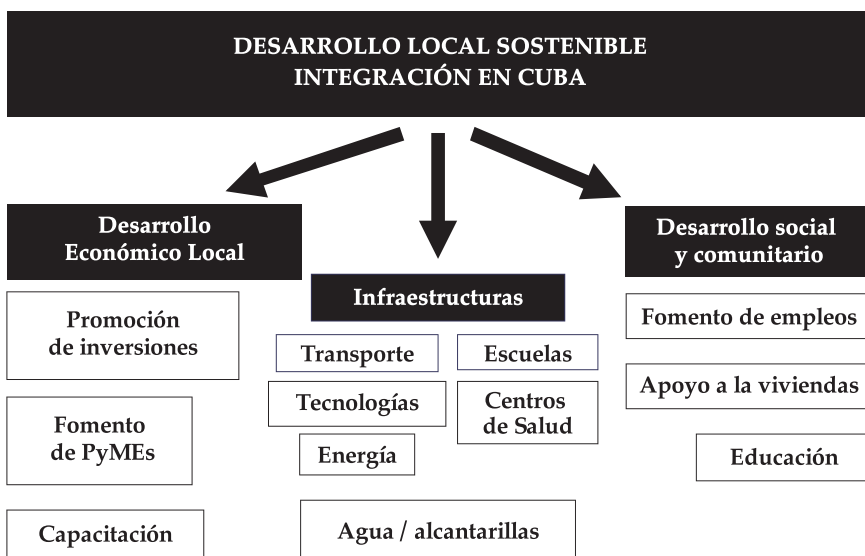 DESARROLLO LOCAL SOSTENIBLE
INTEGRACIÓN EN CUBA
Desarrollo
Económico Local
Promoción
de inversiones
Fomento
de PyMEs
Capacitación
Infraestructuras
Transporte
Escuelas
Tecnologías
Centros
de Salud
Energía
Agua / alcantarillas
Desarrollo social
y comunitario
Fomento de empleos
Apoyo a la viviendas
Educación